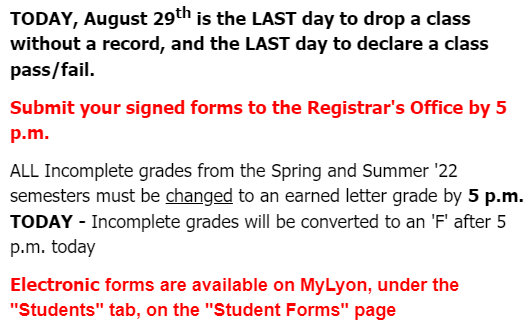 TODAY, August 29th is the LAST day to drop a class
without a record, and the LAST day to declare a class
pass/fail.
Submit your signed forms to the Registrar's Office by 5
p.m.
ALL Incomplete grades from the Spring and Summer '22
semesters must be changed to an earned letter grade by 5 p.m.
TODAY - Incomplete grades will be converted to an 'F' after 5
p.m. today
Electronic forms are available on MyLyon, under the
"Students" tab, on the "Student Forms" page